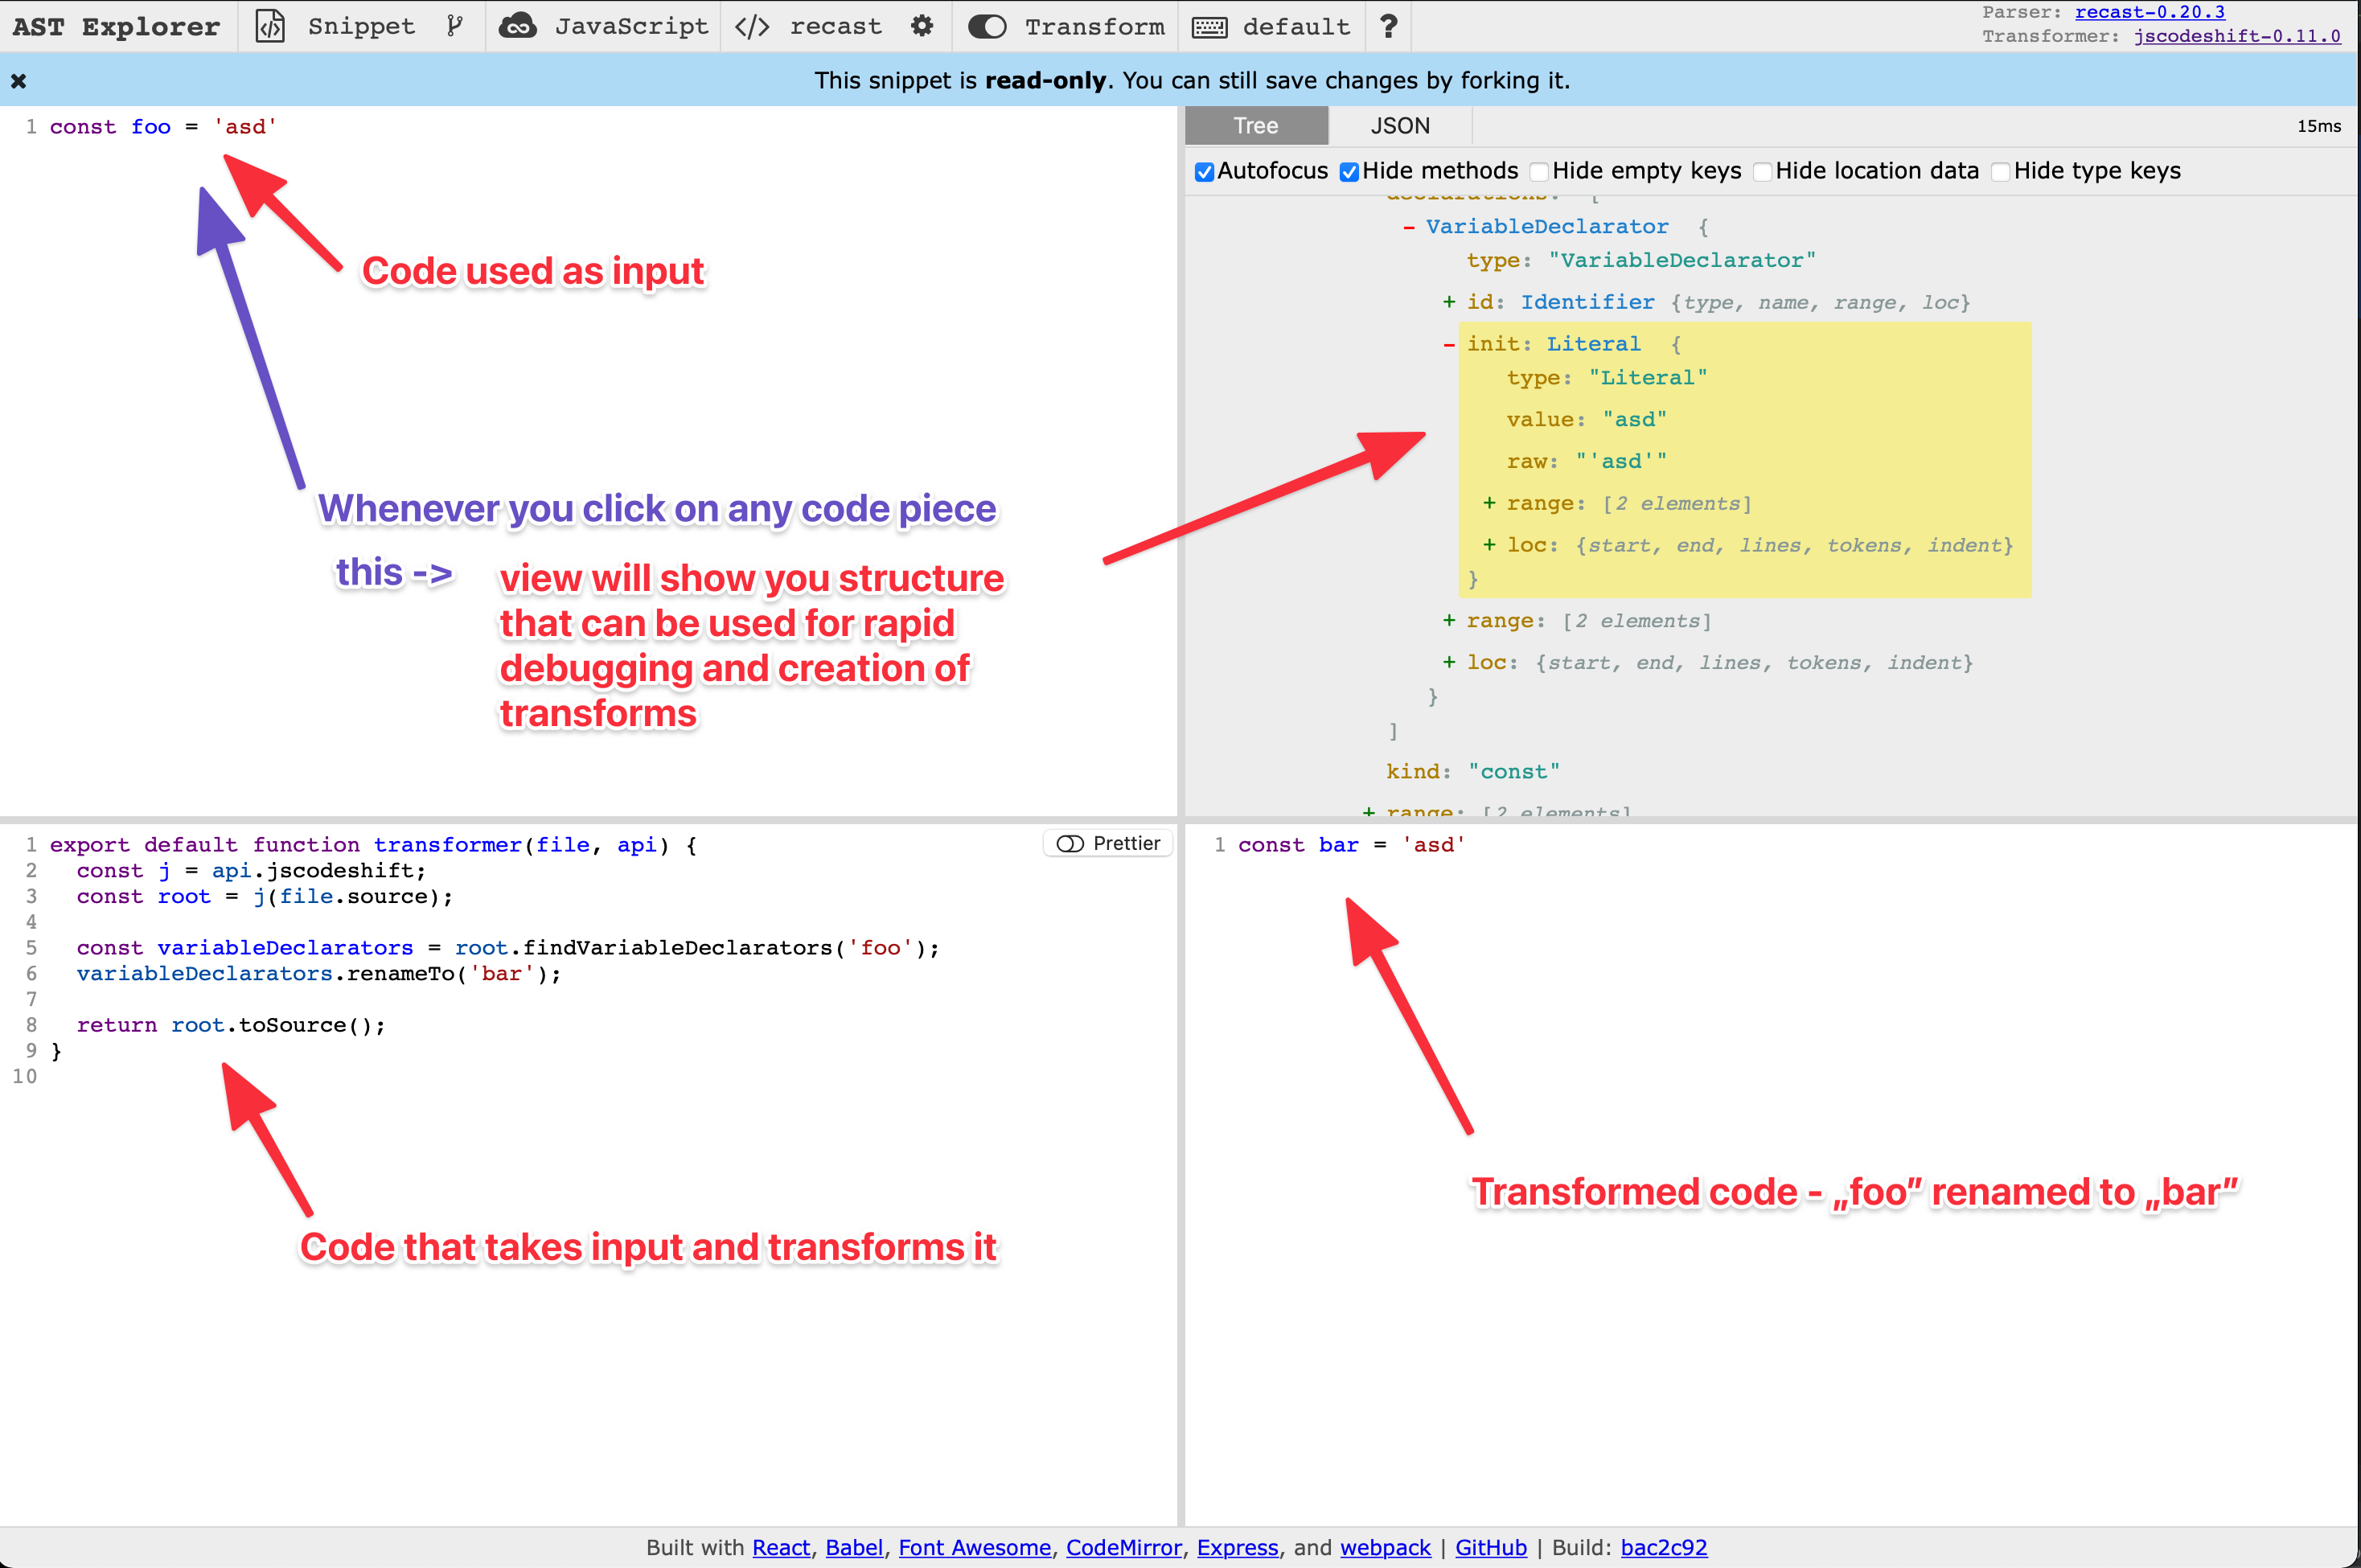 AST Explorer Snippet JavaScript </> recast Transform default ?
Parser: recast-0.20.3
Transformer: jscodeshift-0.11.0
This snippet is read-only. You can still save changes by forking it.
1 const foo = 'asd'
Code used as input
Whenever you click on any code piece
this ->
view will show you structure
that can be used for rapid
debugging and creation of
transforms
Tree JSON 15ms
Autofocus Hide methods Hide empty keys Hide location data Hide type keys
declarations: [
- VariableDeclarator {
type: "VariableDeclarator"
+ id: Identifier {type, name, range, loc}
- init: Literal {
type: "Literal"
value: "asd"
raw: "'asd'"
+ range: [2 elements]
+ loc: {start, end, lines, tokens, indent}
}
+ range: [2 elements]
+ loc: {start, end, lines, tokens, indent}
}
]
kind: "const"
+ range: [2 elements]
Prettier
1 export default function transformer(file, api) {
2 const j = api.jscodeshift;
3 const root = j(file.source);
4
5 const variableDeclarators = root.findVariableDeclarators('foo');
6 variableDeclarators.renameTo('bar');
7
8 return root.toSource();
9 }
10
Code that takes input and transforms it
1 const bar = 'asd'
Transformed code - „foo” renamed to „bar”
Built with React, Babel, Font Awesome, CodeMirror, Express, and webpack | GitHub | Build: bac2c92